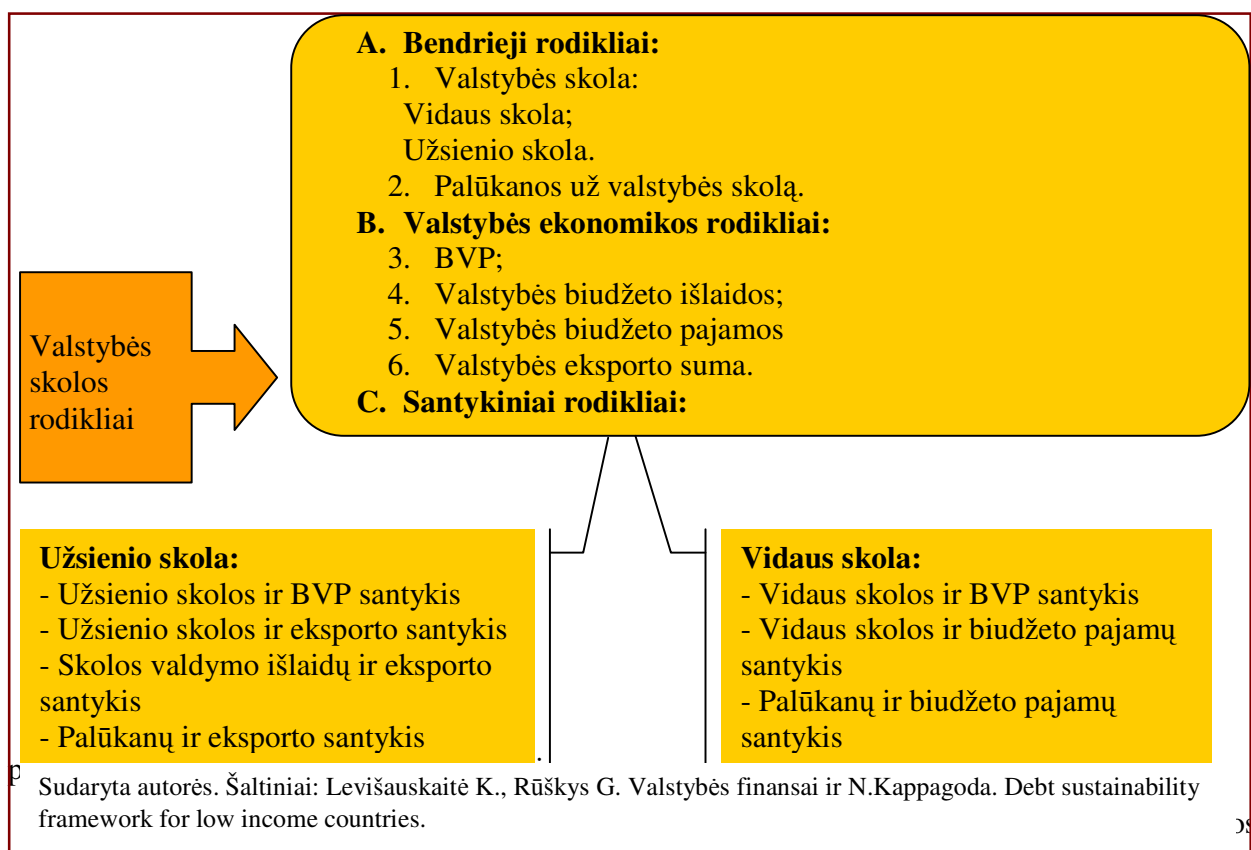 A. Bendrieji rodikliai:
1. Valstybės skola:
Vidaus skola;
Užsienio skola.
2. Palūkanos už valstybės skolą.
B. Valstybės ekonomikos rodikliai:
3. BVP;
4. Valstybės biudžeto išlaidos;
5. Valstybės biudžeto pajamos
6. Valstybės eksporto suma.
C. Santykiniai rodikliai:
Valstybės
skolos
rodikliai
Užsienio skola:
- Užsienio skolos ir BVP santykis
- Užsienio skolos ir eksporto santykis
- Skolos valdymo išlaidų ir eksporto
santykis
- Palūkanų ir eksporto santykis
Vidaus skola:
- Vidaus skolos ir BVP santykis
- Vidaus skolos ir biudžeto pajamų
santykis
- Palūkanų ir biudžeto pajamų
santykis
Sudaryta autorės. Šaltiniai: Levišauskaitė K., Rūškys G. Valstybės finansai ir N.Kappagoda. Debt sustainability
framework for low income countries.